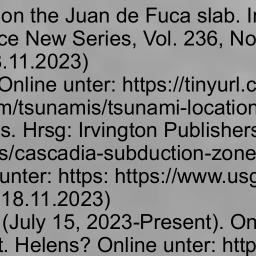 on the Juan de Fuca slab. I
ce New Series, Vol. 236, No
.11.2023)
Online unter: https://tinyurl.c
m/tsunamis/tsunami-location
s. Hrsg: Irvington Publishers
s/cascadia-subduction-zone
unter: https: https://www.usg
18.11.2023)
(July 15, 2023-Present). On
t. Helens? Online unter: http